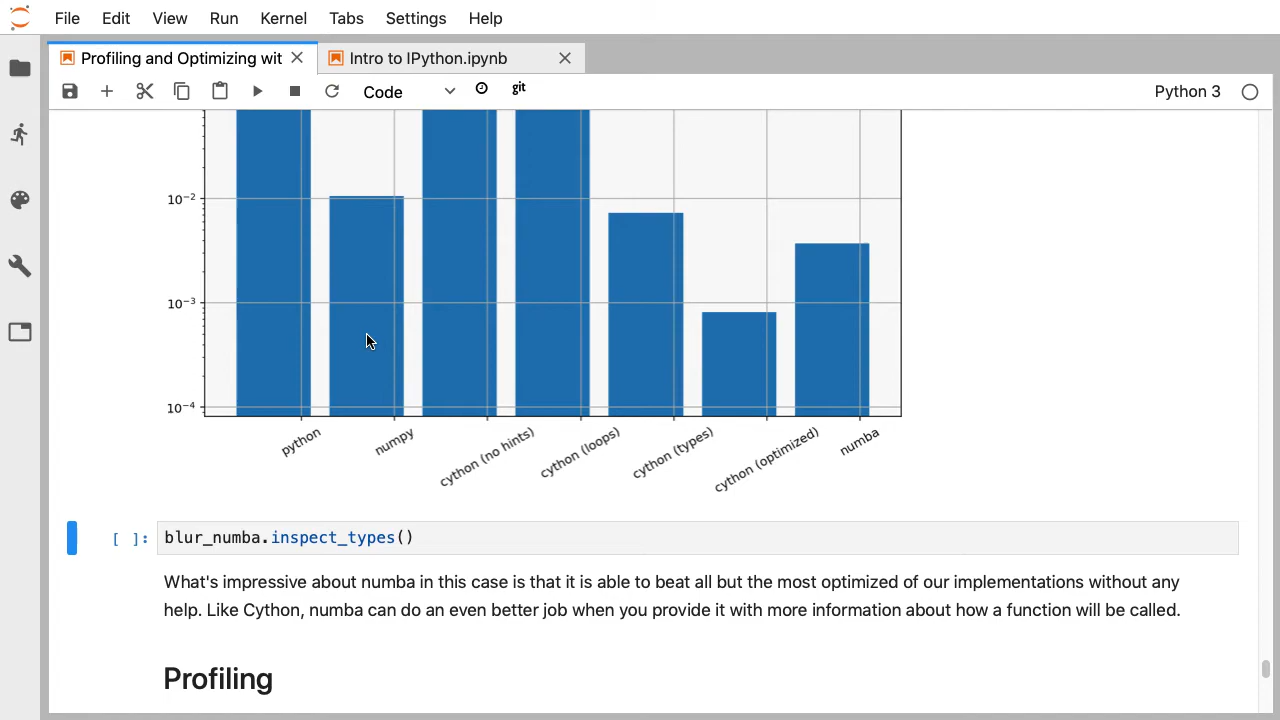 File Edit View Run Kernel Tabs Settings Help
Profiling and Optimizing wit
Intro to IPython.ipynb
Code
git
Python 3
10⁻²
10⁻³
10⁻⁴
python
numpy
cython (no hints)
cython (loops)
cython (types)
cython (optimized)
numba
[ ]: blur_numba.inspect_types()
What's impressive about numba in this case is that it is able to beat all but the most optimized of our implementations without any
help. Like Cython, numba can do an even better job when you provide it with more information about how a function will be called.
Profiling